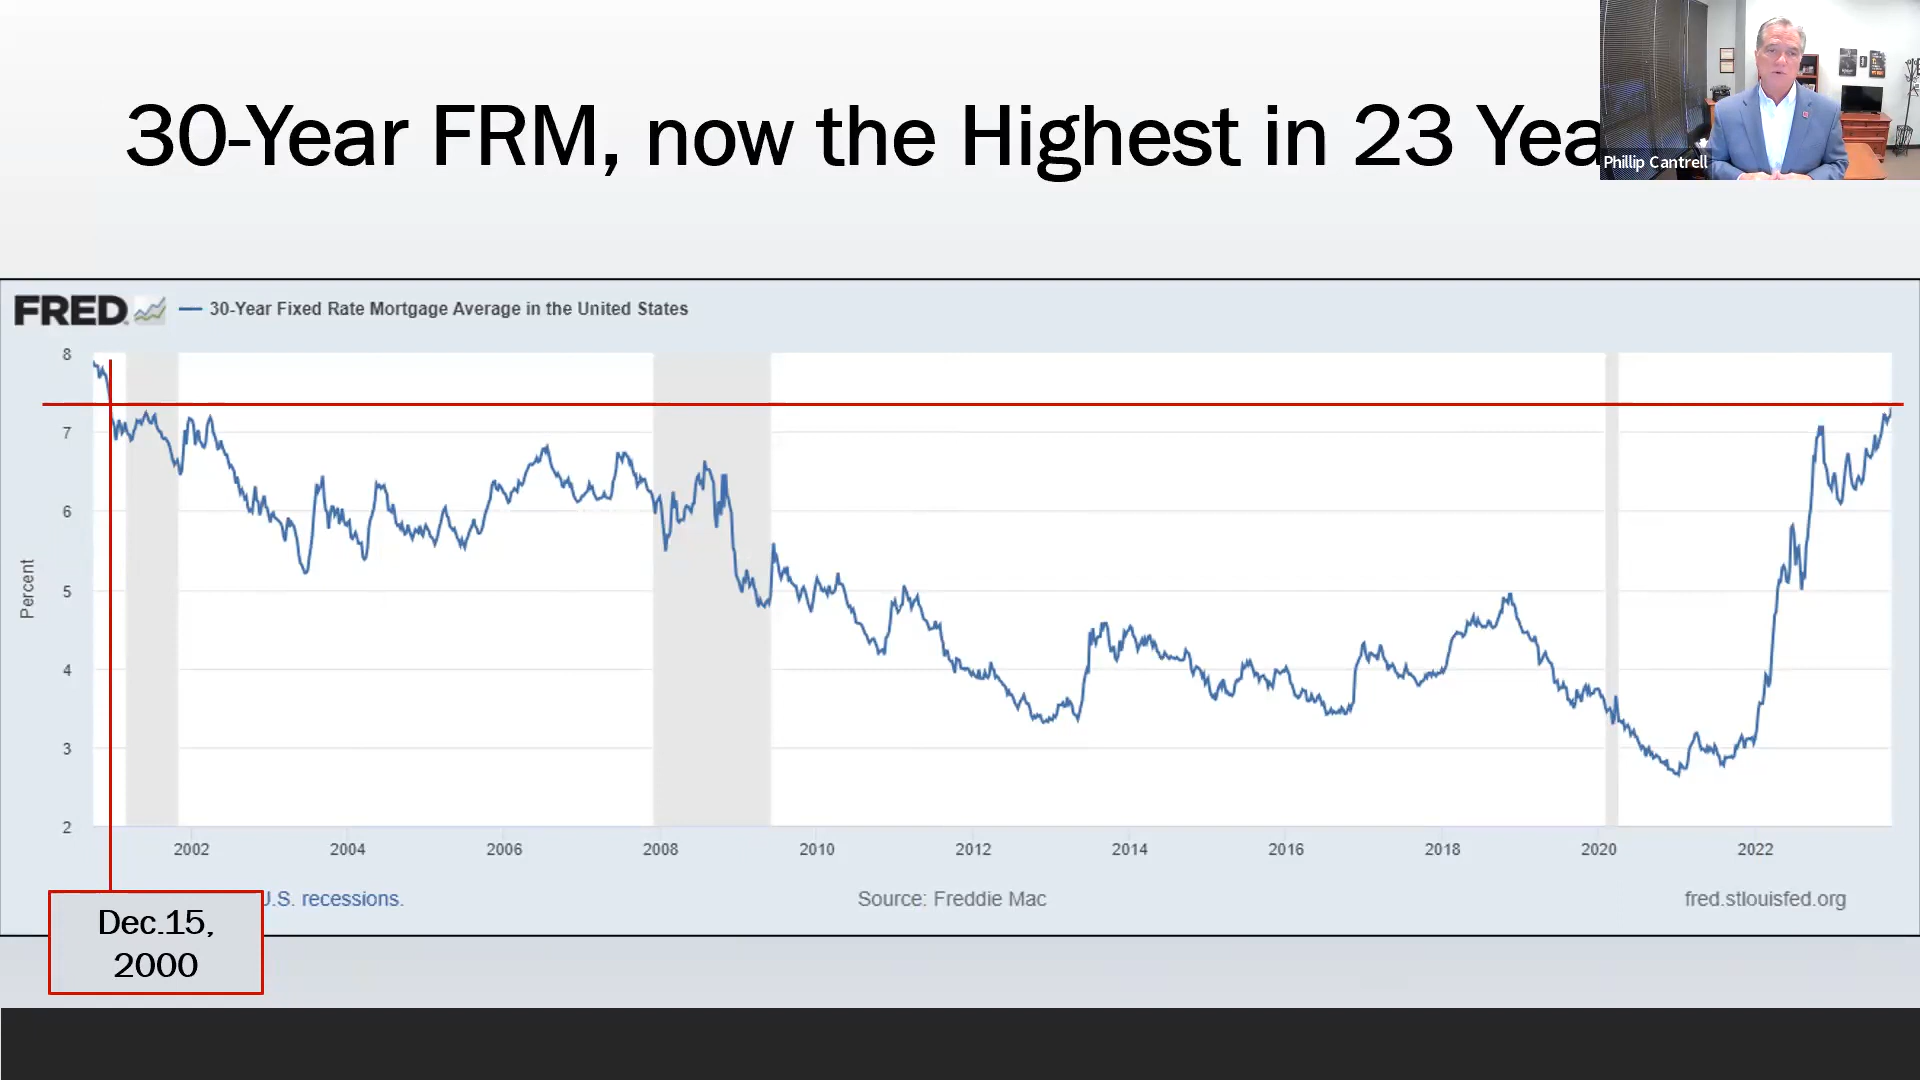 30-Year FRM, now the Highest in 23 Yea
Phillip Cantrell
FRED
30-Year Fixed Rate Mortgage Average in the United States
8
7
6
5
4
3
2
Percent
2002 2004 2006 2008 2010 2012 2014 2016 2018 2020 2022
U.S. recessions.
Source: Freddie Mac
fred.stlouisfed.org
Dec.15,
2000